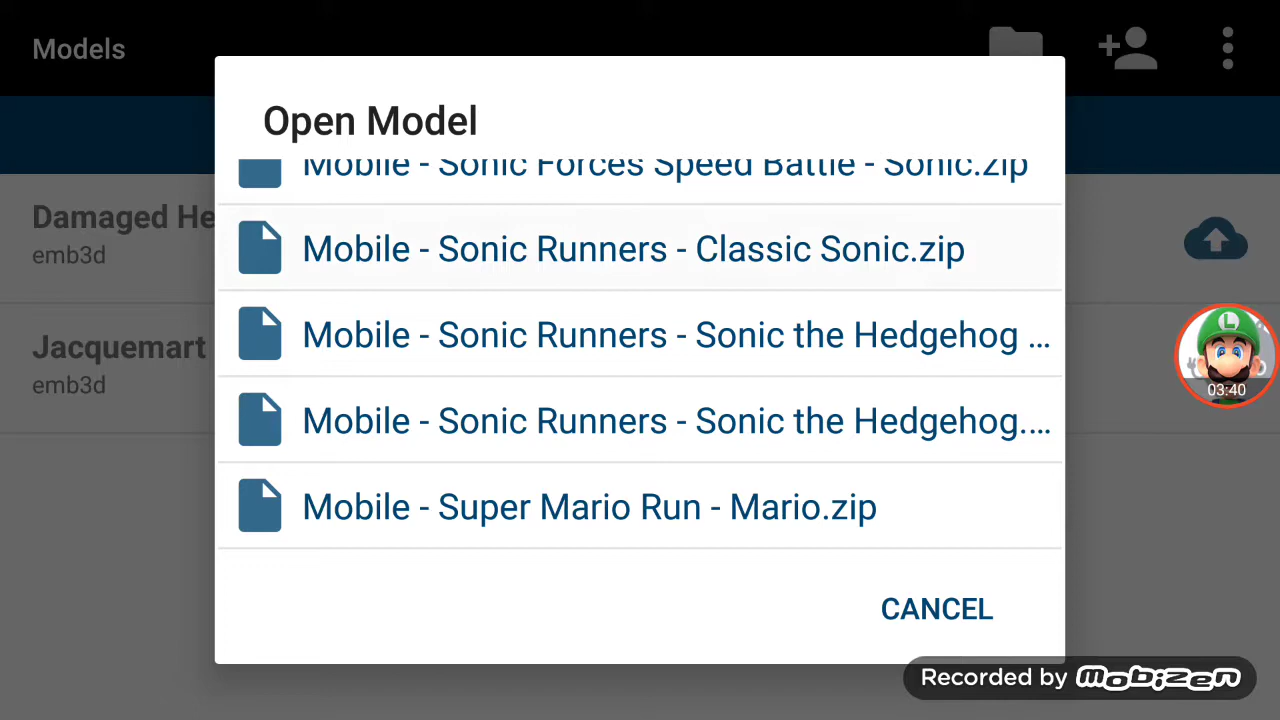 Models
Open Model
Mobile - Sonic Forces Speed Battle - Sonic.zip
Damaged He
emb3d
Mobile - Sonic Runners - Classic Sonic.zip
Mobile - Sonic Runners - Sonic the Hedgehog ...
Jacquemart
emb3d
L
03:40
Mobile - Sonic Runners - Sonic the Hedgehog....
Mobile - Super Mario Run - Mario.zip
CANCEL
Recorded by Mobizen